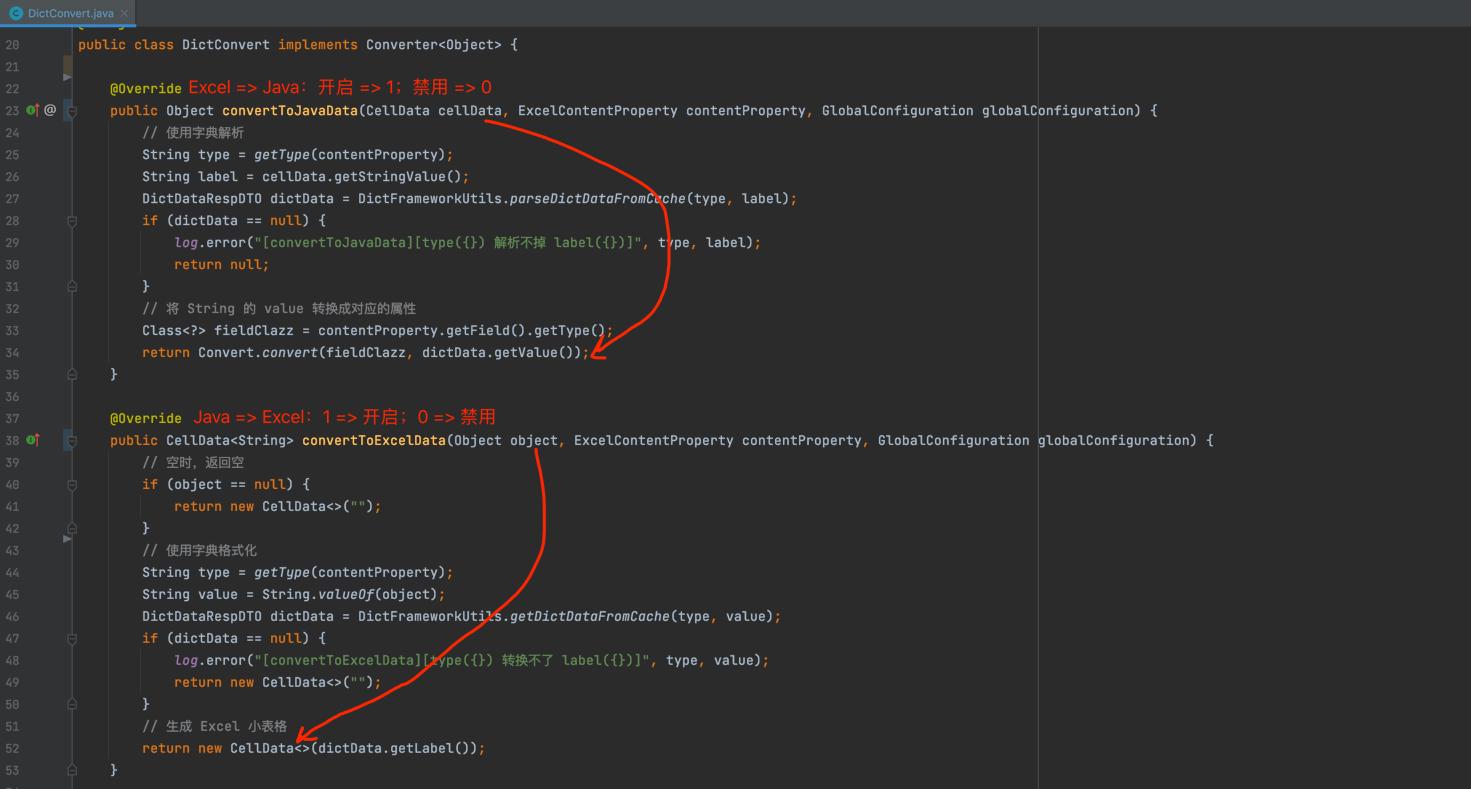 DictConvert.java
20 public class DictConvert implements Converter<Object> {
21
22 @Override Excel => Java：开启 => 1；禁用 => 0
23 @ public Object convertToJavaData(CellData cellData, ExcelContentProperty contentProperty, GlobalConfiguration globalConfiguration) {
24 // 使用字典解析
25 String type = getType(contentProperty);
26 String label = cellData.getStringValue();
27 DictDataRespDTO dictData = DictFrameworkUtils.parseDictDataFromCache(type, label);
28 if (dictData == null) {
29 log.error("[convertToJavaData][type({}) 解析不掉 label({})]", type, label);
30 return null;
31 }
32 // 将 String 的 value 转换成对应的属性
33 Class<?> fieldClazz = contentProperty.getField().getType();
34 return Convert.convert(fieldClazz, dictData.getValue());
35 }
36
37 @Override Java => Excel：1 => 开启；0 => 禁用
38 public CellData<String> convertToExcelData(Object object, ExcelContentProperty contentProperty, GlobalConfiguration globalConfiguration) {
39 // 空时，返回空
40 if (object == null) {
41 return new CellData<>("");
42 }
43 // 使用字典格式化
44 String type = getType(contentProperty);
45 String value = String.valueOf(object);
46 DictDataRespDTO dictData = DictFrameworkUtils.getDictDataFromCache(type, value);
47 if (dictData == null) {
48 log.error("[convertToExcelData][type({}) 转换不了 label({})]", type, value);
49 return new CellData<>("");
50 }
51 // 生成 Excel 小表格
52 return new CellData<>(dictData.getLabel());
53 }